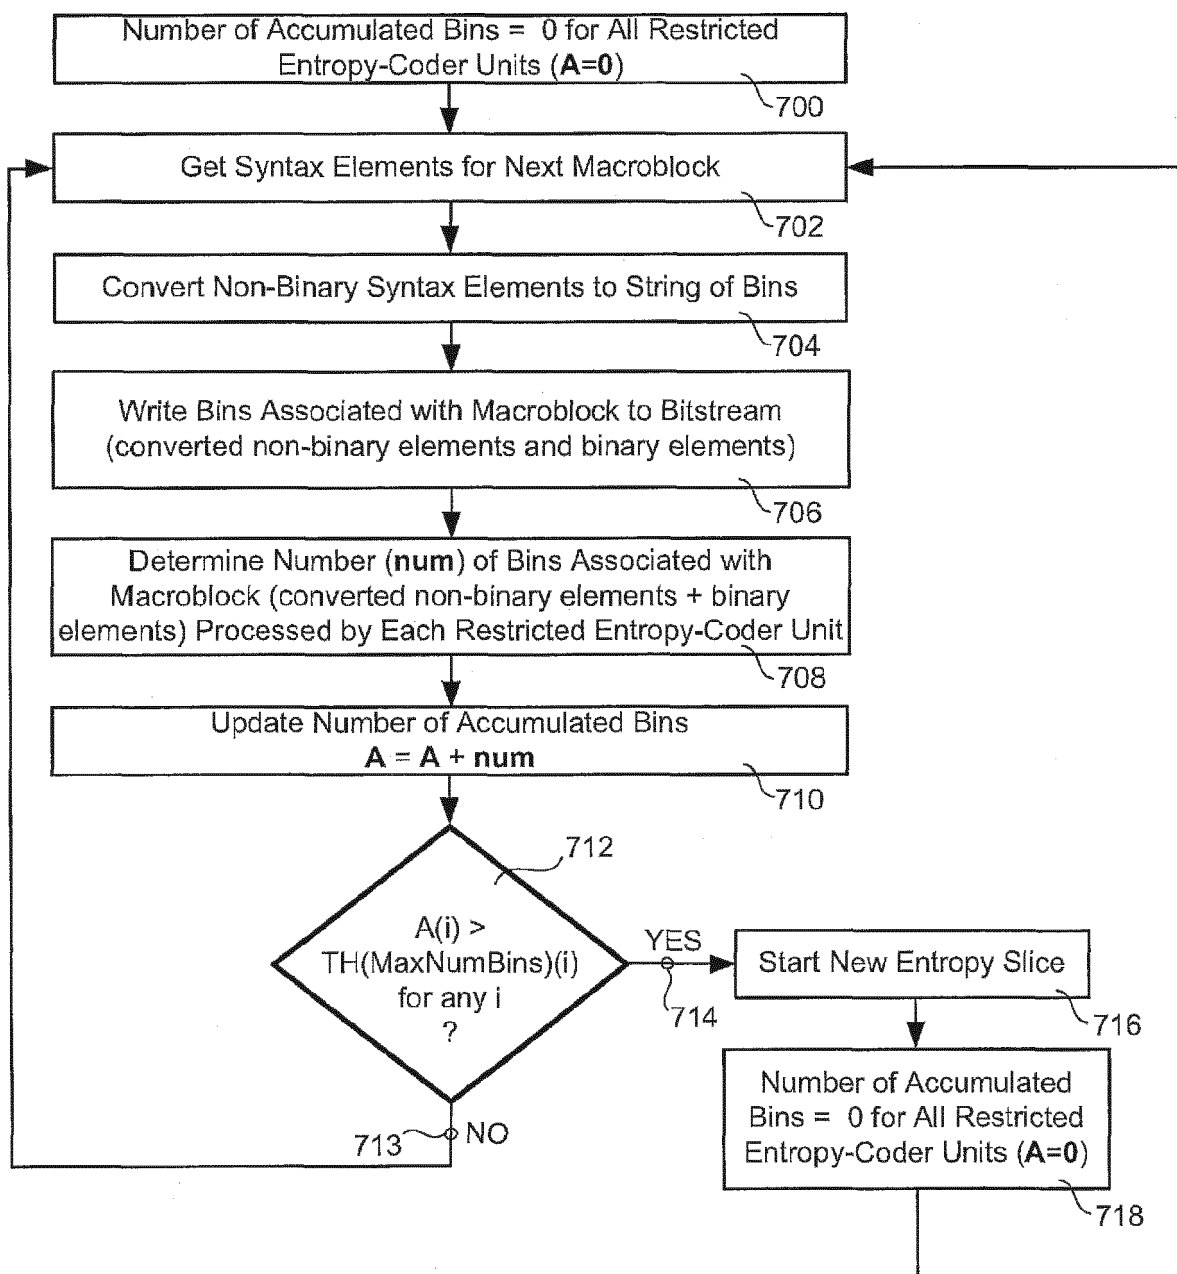 Number of Accumulated Bins = 0 for All Restricted
Entropy-Coder Units (A=0)
700
Get Syntax Elements for Next Macroblock
702
Convert Non-Binary Syntax Elements to String of Bins
704
Write Bins Associated with Macroblock to Bitstream
(converted non-binary elements and binary elements)
706
Determine Number (num) of Bins Associated with
Macroblock (converted non-binary elements + binary
elements) Processed by Each Restricted Entropy-Coder Unit
708
Update Number of Accumulated Bins
A = A + num
710
712
A(i) >
TH(MaxNumBins)(i)
for any i
?
YES
714
713
NO
Start New Entropy Slice
716
Number of Accumulated
Bins = 0 for All Restricted
Entropy-Coder Units (A=0)
718